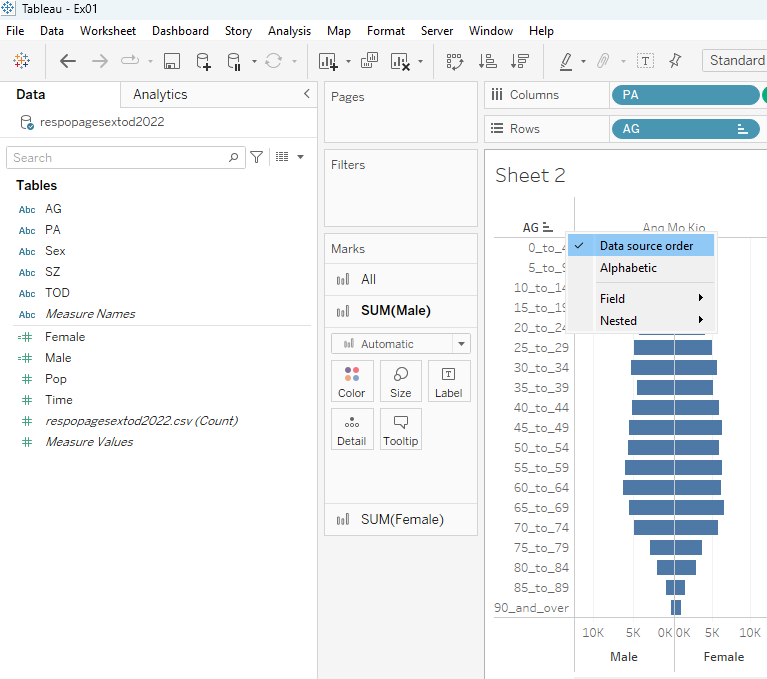 Tableau - Ex01
File Data Worksheet Dashboard Story Analysis Map Format Server Window Help
Standard
Data Analytics
respopagesextod2022
Search
Tables
Abc AG
Abc PA
Abc Sex
Abc SZ
Abc TOD
Abc Measure Names
Female
Male
Pop
Time
respopagesextod2022.csv (Count)
Measure Values
Pages
Filters
Marks
All
SUM(Male)
Automatic
Color Size Label
Detail Tooltip
SUM(Female)
Columns PA
Rows AG
Sheet 2
AG Ang Mo Kio
Data source order
Alphabetic
Field
Nested
0_to_4
5_to_9
10_to_14
15_to_19
20_to_24
25_to_29
30_to_34
35_to_39
40_to_44
45_to_49
50_to_54
55_to_59
60_to_64
65_to_69
70_to_74
75_to_79
80_to_84
85_to_89
90_and_over
10K 5K 0K 0K 5K 10K
Male Female